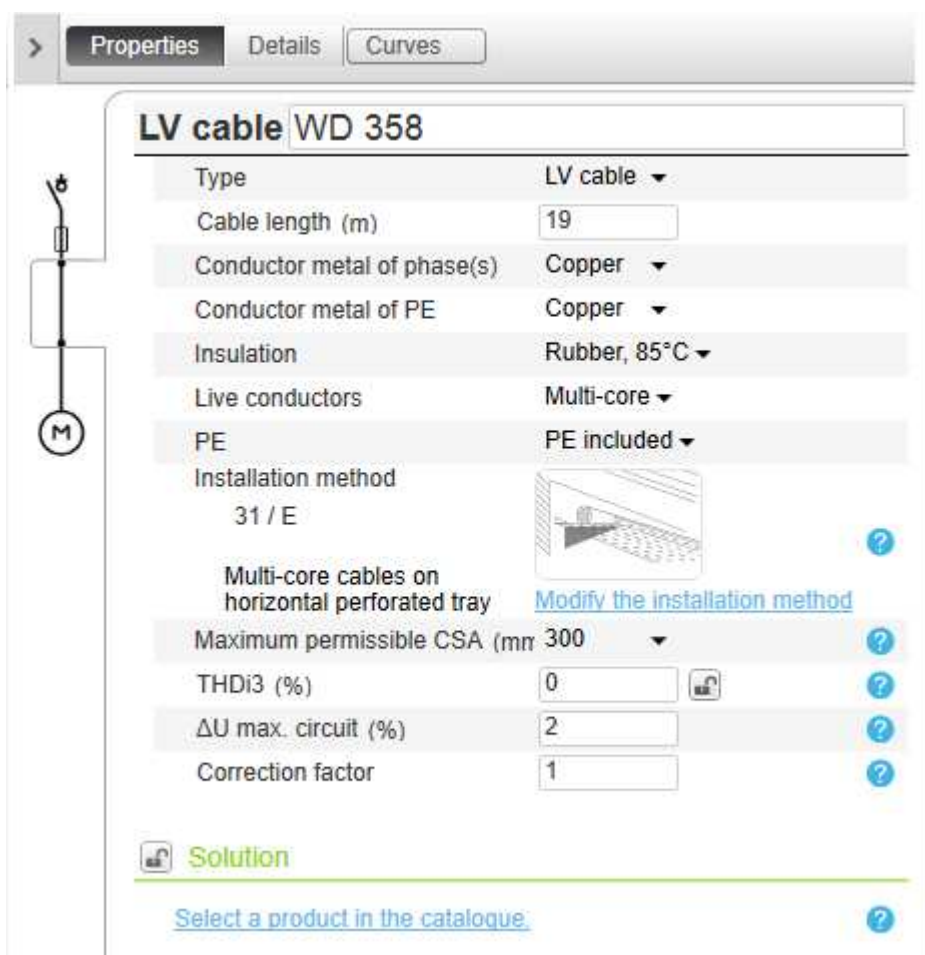 Properties Details Curves
LV cable WD 358
Type LV cable
Cable length (m) 19
Conductor metal of phase(s) Copper
Conductor metal of PE Copper
Insulation Rubber, 85°C
Live conductors Multi-core
PE PE included
Installation method
31 / E
Multi-core cables on
horizontal perforated tray Modify the installation method
Maximum permissible CSA (mm 300
THDi3 (%) 0
ΔU max. circuit (%) 2
Correction factor 1
Solution
Select a product in the catalogue.
M